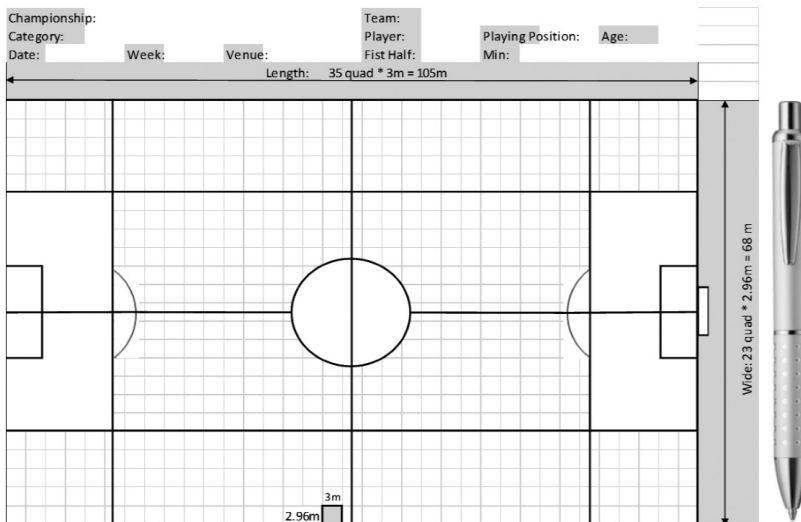 Championship: Team:
Category: Player: Playing Position: Age:
Date: Week: Venue: Fist Half: Min:
Length: 35 quad * 3m = 105m
Wide: 23 quad * 2.96m = 68 m
3m
2.96m